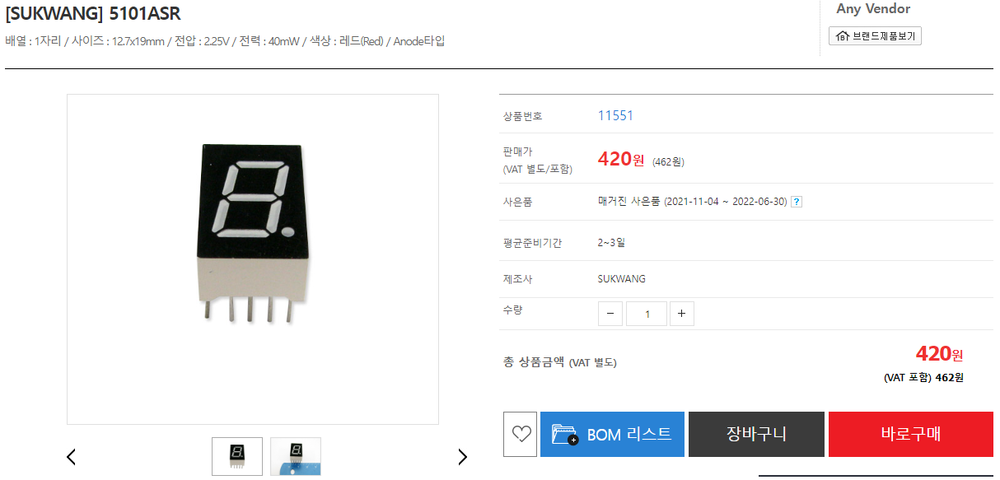 [SUKWANG] 5101ASR
배열 : 1자리 / 사이즈 : 12.7x19mm / 전압 : 2.25V / 전력 : 40mW / 색상 : 레드(Red) / Anode타입
Any Vendor
브랜드제품보기
상품번호 11551
판매가
(VAT 별도/포함) 420원 (462원)
사은품 매거진 사은품 (2021-11-04 ~ 2022-06-30) ?
평균준비기간 2~3일
제조사 SUKWANG
수량 − 1 +
총 상품금액 (VAT 별도) 420원
(VAT 포함) 462원
BOM 리스트 장바구니 바로구매